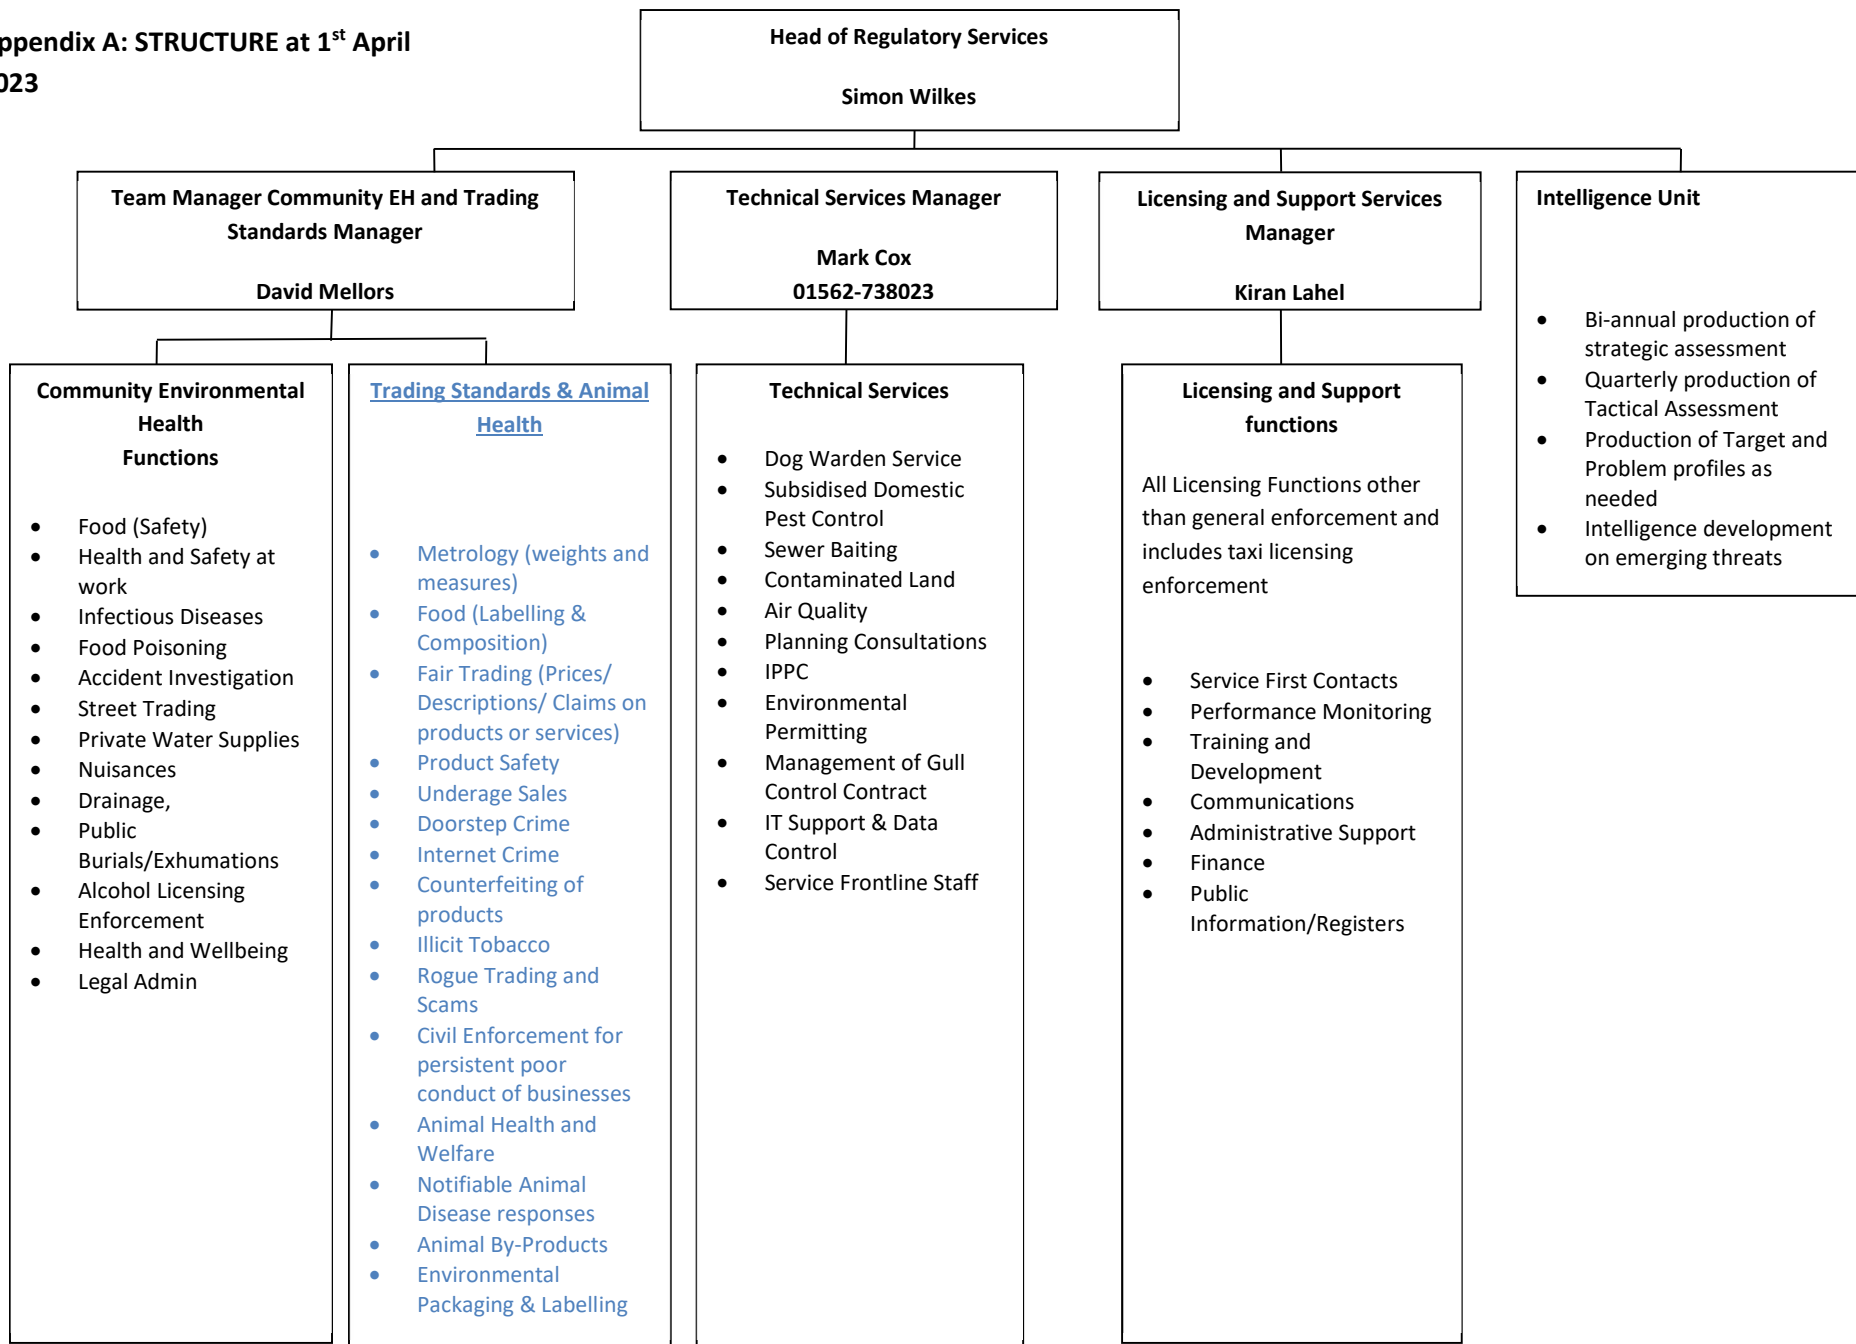 ppendix A: STRUCTURE at 1st April
023
Head of Regulatory Services
Simon Wilkes
Team Manager Community EH and Trading
Standards Manager
David Mellors
Technical Services Manager
Mark Cox
01562-738023
Licensing and Support Services
Manager
Kiran Lahel
Intelligence Unit
• Bi-annual production of
strategic assessment
• Quarterly production of
Tactical Assessment
• Production of Target and
Problem profiles as
needed
• Intelligence development
on emerging threats
Community Environmental
Health
Functions
• Food (Safety)
• Health and Safety at
work
• Infectious Diseases
• Food Poisoning
• Accident Investigation
• Street Trading
• Private Water Supplies
• Nuisances
• Drainage,
• Public
Burials/Exhumations
• Alcohol Licensing
Enforcement
• Health and Wellbeing
• Legal Admin
Trading Standards & Animal
Health
• Metrology (weights and
measures)
• Food (Labelling &
Composition)
• Fair Trading (Prices/
Descriptions/ Claims on
products or services)
• Product Safety
• Underage Sales
• Doorstep Crime
• Internet Crime
• Counterfeiting of
products
• Illicit Tobacco
• Rogue Trading and
Scams
• Civil Enforcement for
persistent poor
conduct of businesses
• Animal Health and
Welfare
• Notifiable Animal
Disease responses
• Animal By-Products
• Environmental
Packaging & Labelling
Technical Services
• Dog Warden Service
• Subsidised Domestic
Pest Control
• Sewer Baiting
• Contaminated Land
• Air Quality
• Planning Consultations
• IPPC
• Environmental
Permitting
• Management of Gull
Control Contract
• IT Support & Data
Control
• Service Frontline Staff
Licensing and Support
functions
All Licensing Functions other
than general enforcement and
includes taxi licensing
enforcement
• Service First Contacts
• Performance Monitoring
• Training and
Development
• Communications
• Administrative Support
• Finance
• Public
Information/Registers